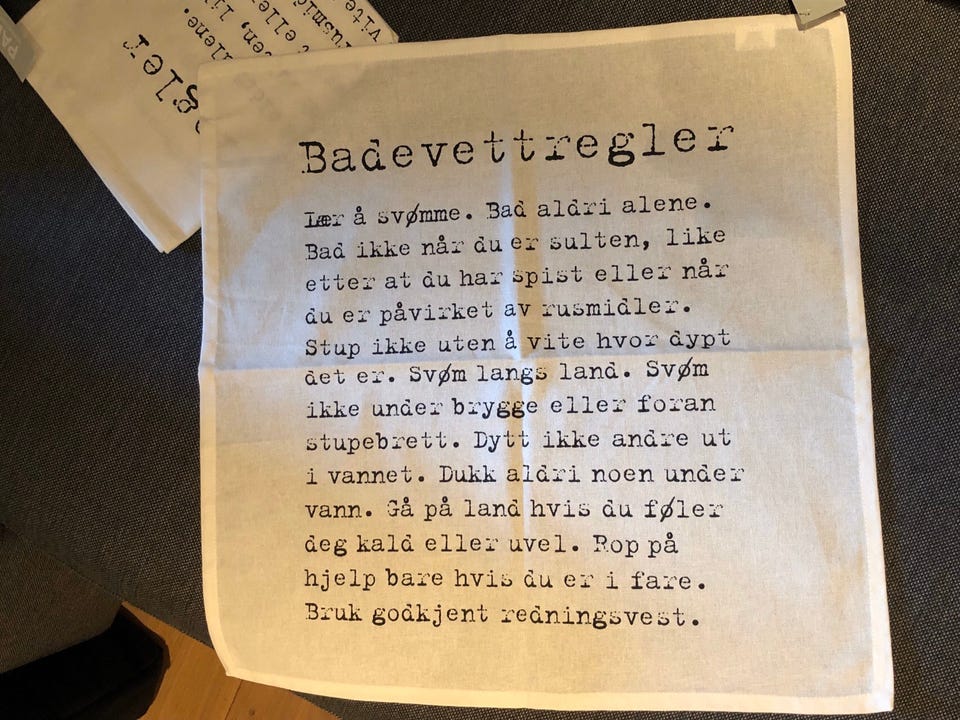 Badevettregler
Lær å svømme. Bad aldri alene.
Bad ikke når du er sulten, like
etter at du har spist eller når
du er påvirket av rusmidler.
Stup ikke uten å vite hvor dypt
det er. Svøm langs land. Svøm
ikke under brygge eller foran
stupebrett. Dytt ikke andre ut
i vannet. Dukk aldri noen under
vann. Gå på land hvis du føler
deg kald eller uvel. Rop på
hjelp bare hvis du er i fare.
Bruk godkjent redningsvest.